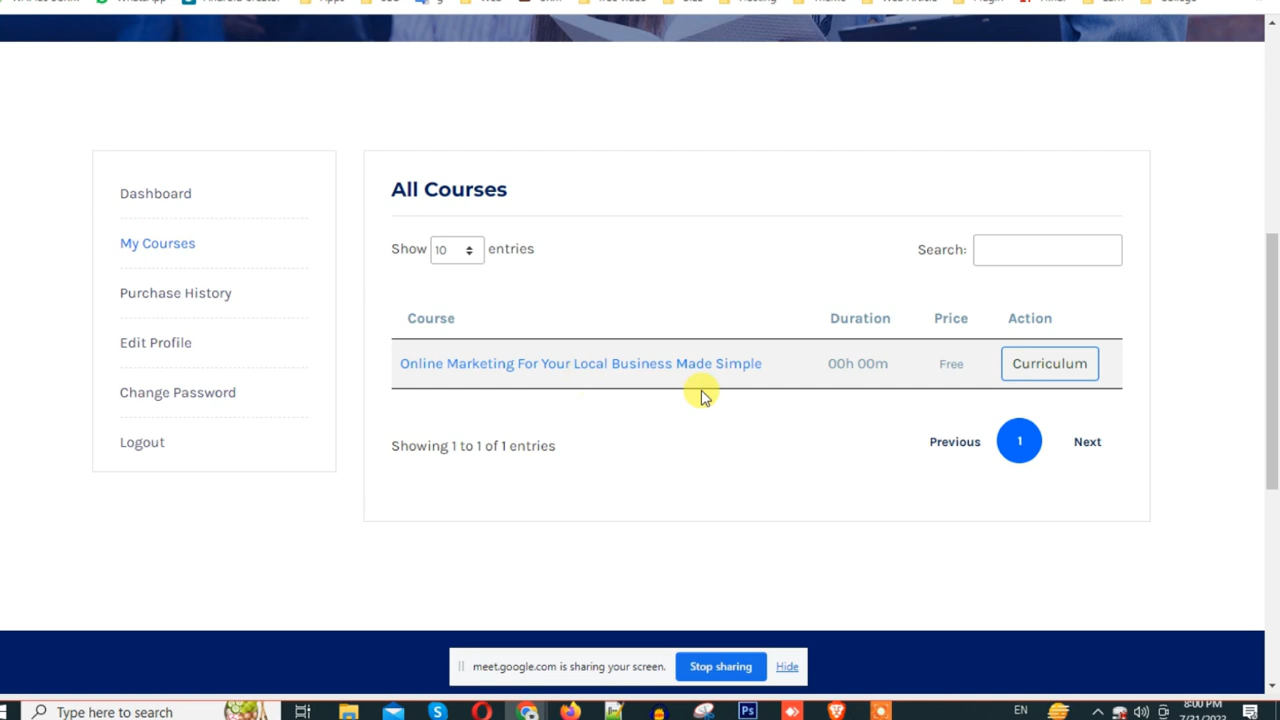 All Courses
Dashboard
My Courses
Purchase History
Edit Profile
Change Password
Logout
Show 10 entries
Search:
Course Duration Price Action
Online Marketing For Your Local Business Made Simple 00h 00m Free Curriculum
Showing 1 to 1 of 1 entries
Previous 1 Next
meet.google.com is sharing your screen. Stop sharing Hide
Type here to search
EN
8:00 PM